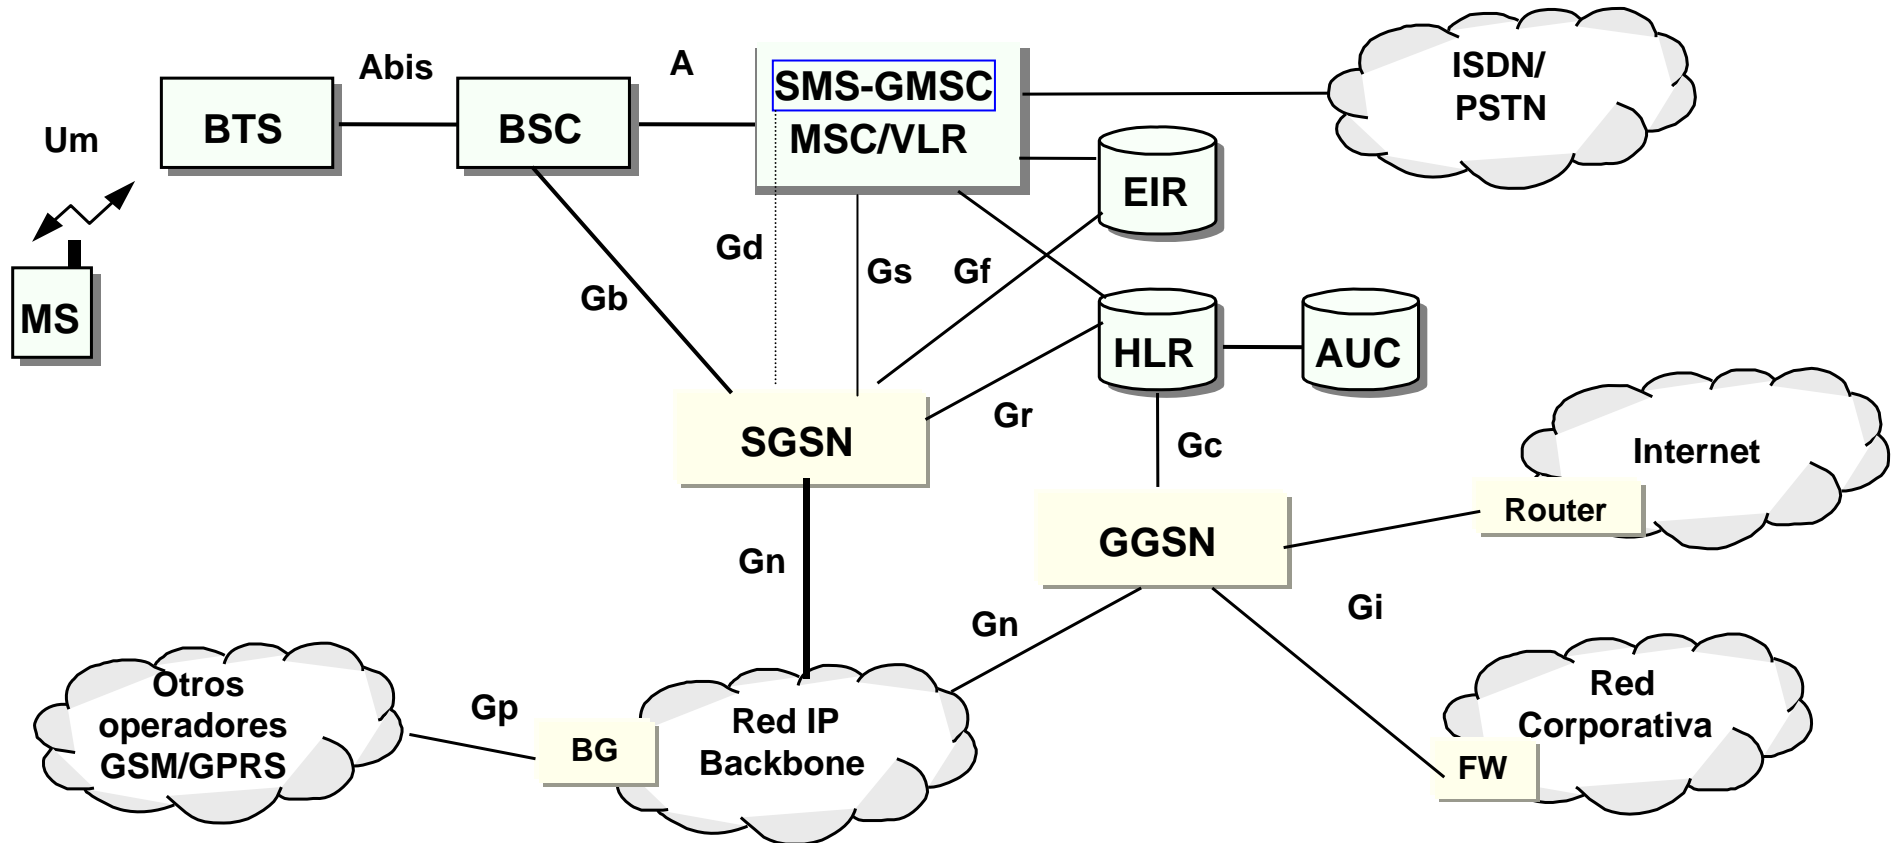 Um
Abis
A
BTS
BSC
SMS-GMSC
MSC/VLR
ISDN/
PSTN
EIR
MS
Gb
Gd
Gs
Gf
HLR
AUC
SGSN
Gr
Gc
Internet
Router
GGSN
Gn
Gn
Gi
Otros
operadores
GSM/GPRS
Gp
BG
Red IP
Backbone
Red
Corporativa
FW